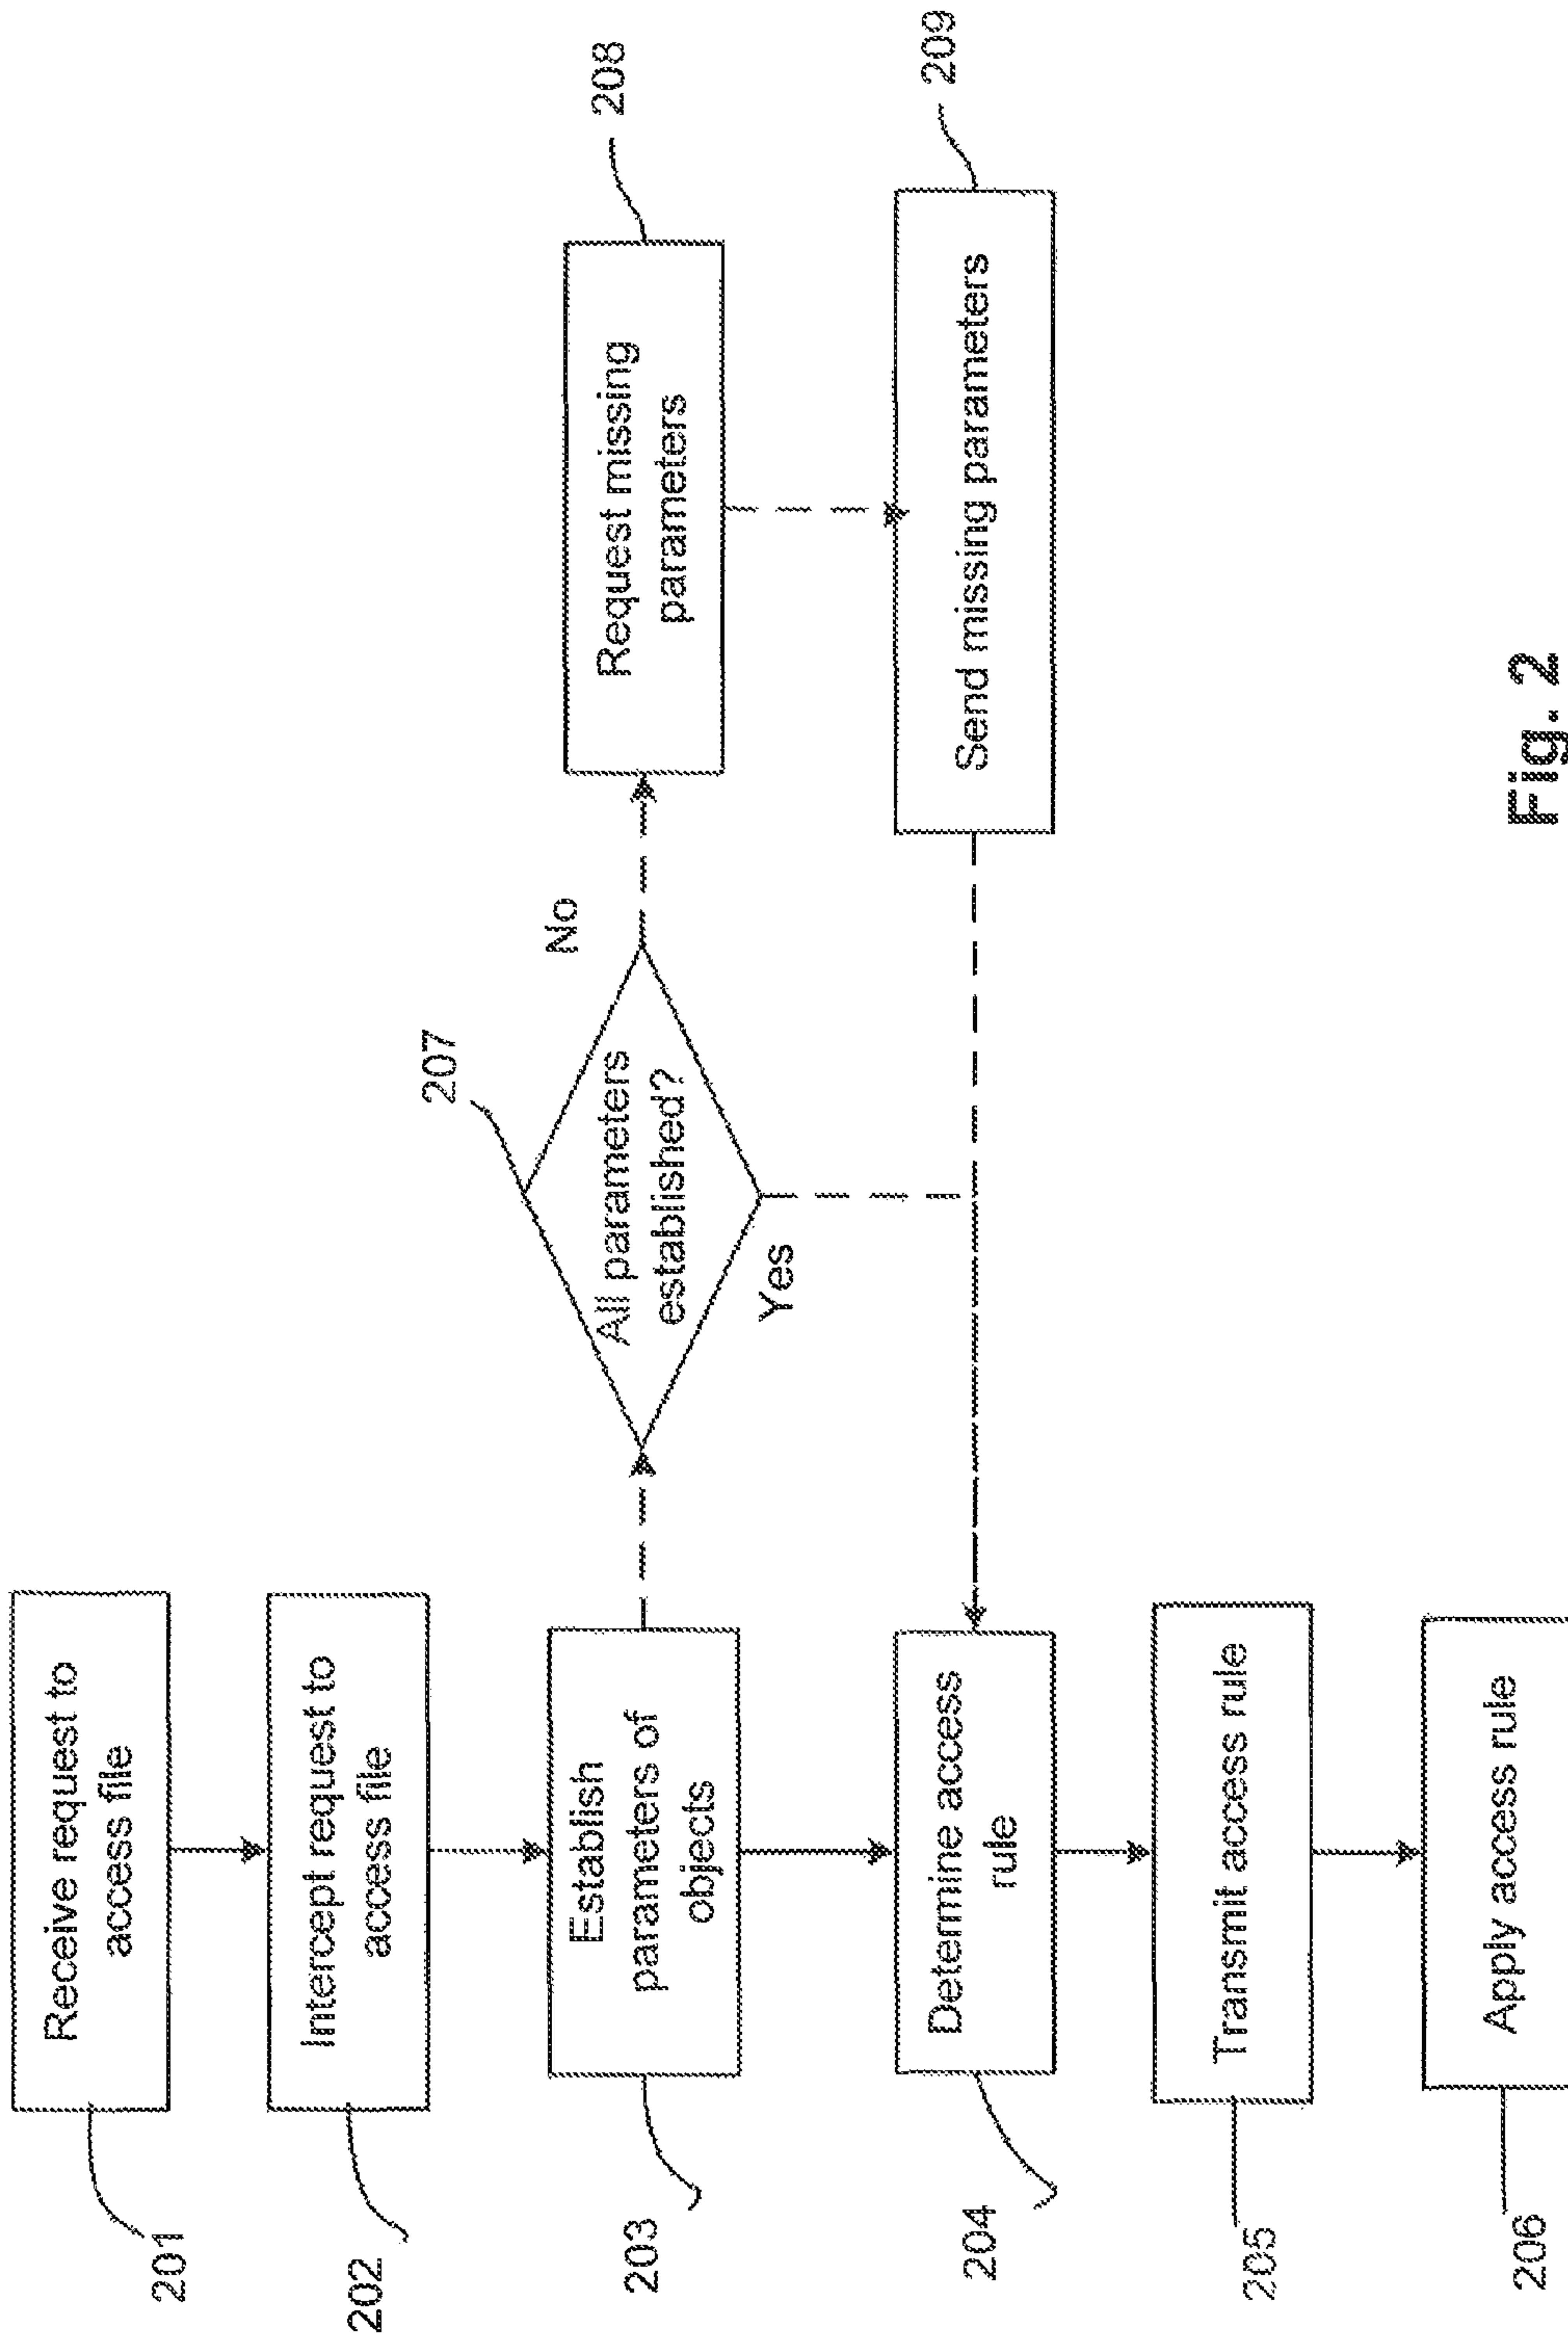 201
Receive request to
access file
202
Intercept request to
access file
203
Establish
parameters of
objects
207
All parameters
established?
No
Yes
208
Request missing
parameters
204
Determine access
rule
209
Send missing parameters
205
Transmit access rule
206
Apply access rule
Fig. 2